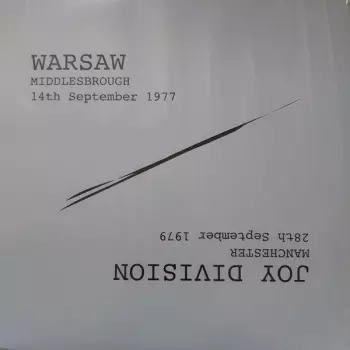 WARSAW
MIDDLESBROUGH
14th September 1977
JOY DIVISION
MANCHESTER
28th September 1979